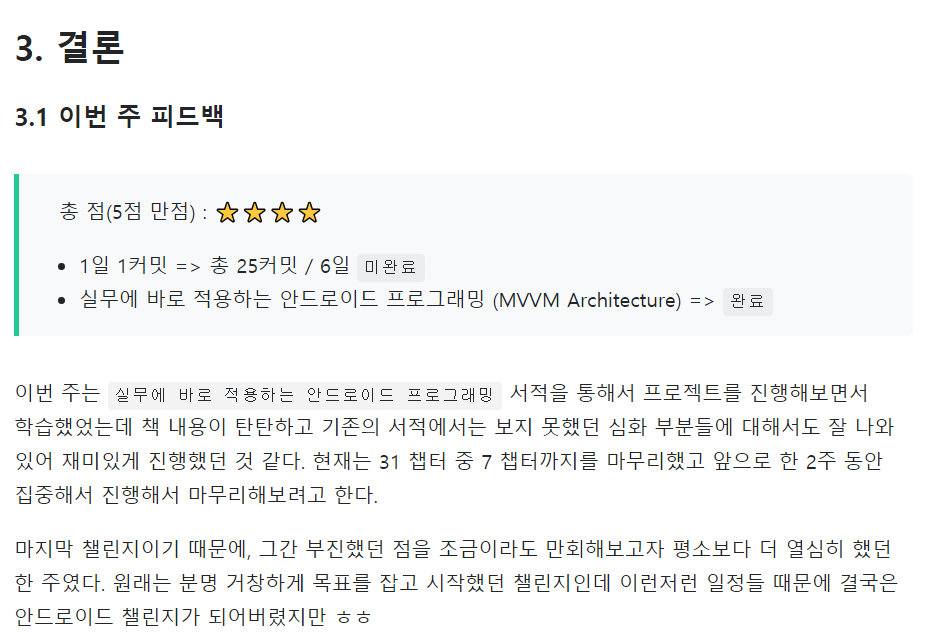 3. 결론
3.1 이번 주 피드백
총 점(5점 만점) : ⭐⭐⭐⭐
• 1일 1커밋 => 총 25커밋 / 6일 미완료
• 실무에 바로 적용하는 안드로이드 프로그래밍 (MVVM Architecture) => 완료
이번 주는 실무에 바로 적용하는 안드로이드 프로그래밍 서적을 통해서 프로젝트를 진행해보면서
학습했었는데 책 내용이 탄탄하고 기존의 서적에서는 보지 못했던 심화 부분들에 대해서도 잘 나와
있어 재미있게 진행했던 것 같다. 현재는 31 챕터 중 7 챕터까지를 마무리했고 앞으로 한 2주 동안
집중해서 진행해서 마무리해보려고 한다.
마지막 챌린지이기 때문에, 그간 부진했던 점을 조금이라도 만회해보고자 평소보다 더 열심히 했던
한 주였다. 원래는 분명 거창하게 목표를 잡고 시작했던 챌린지인데 이런저런 일정들 때문에 결국은
안드로이드 챌린지가 되어버렸지만 ㅎㅎ